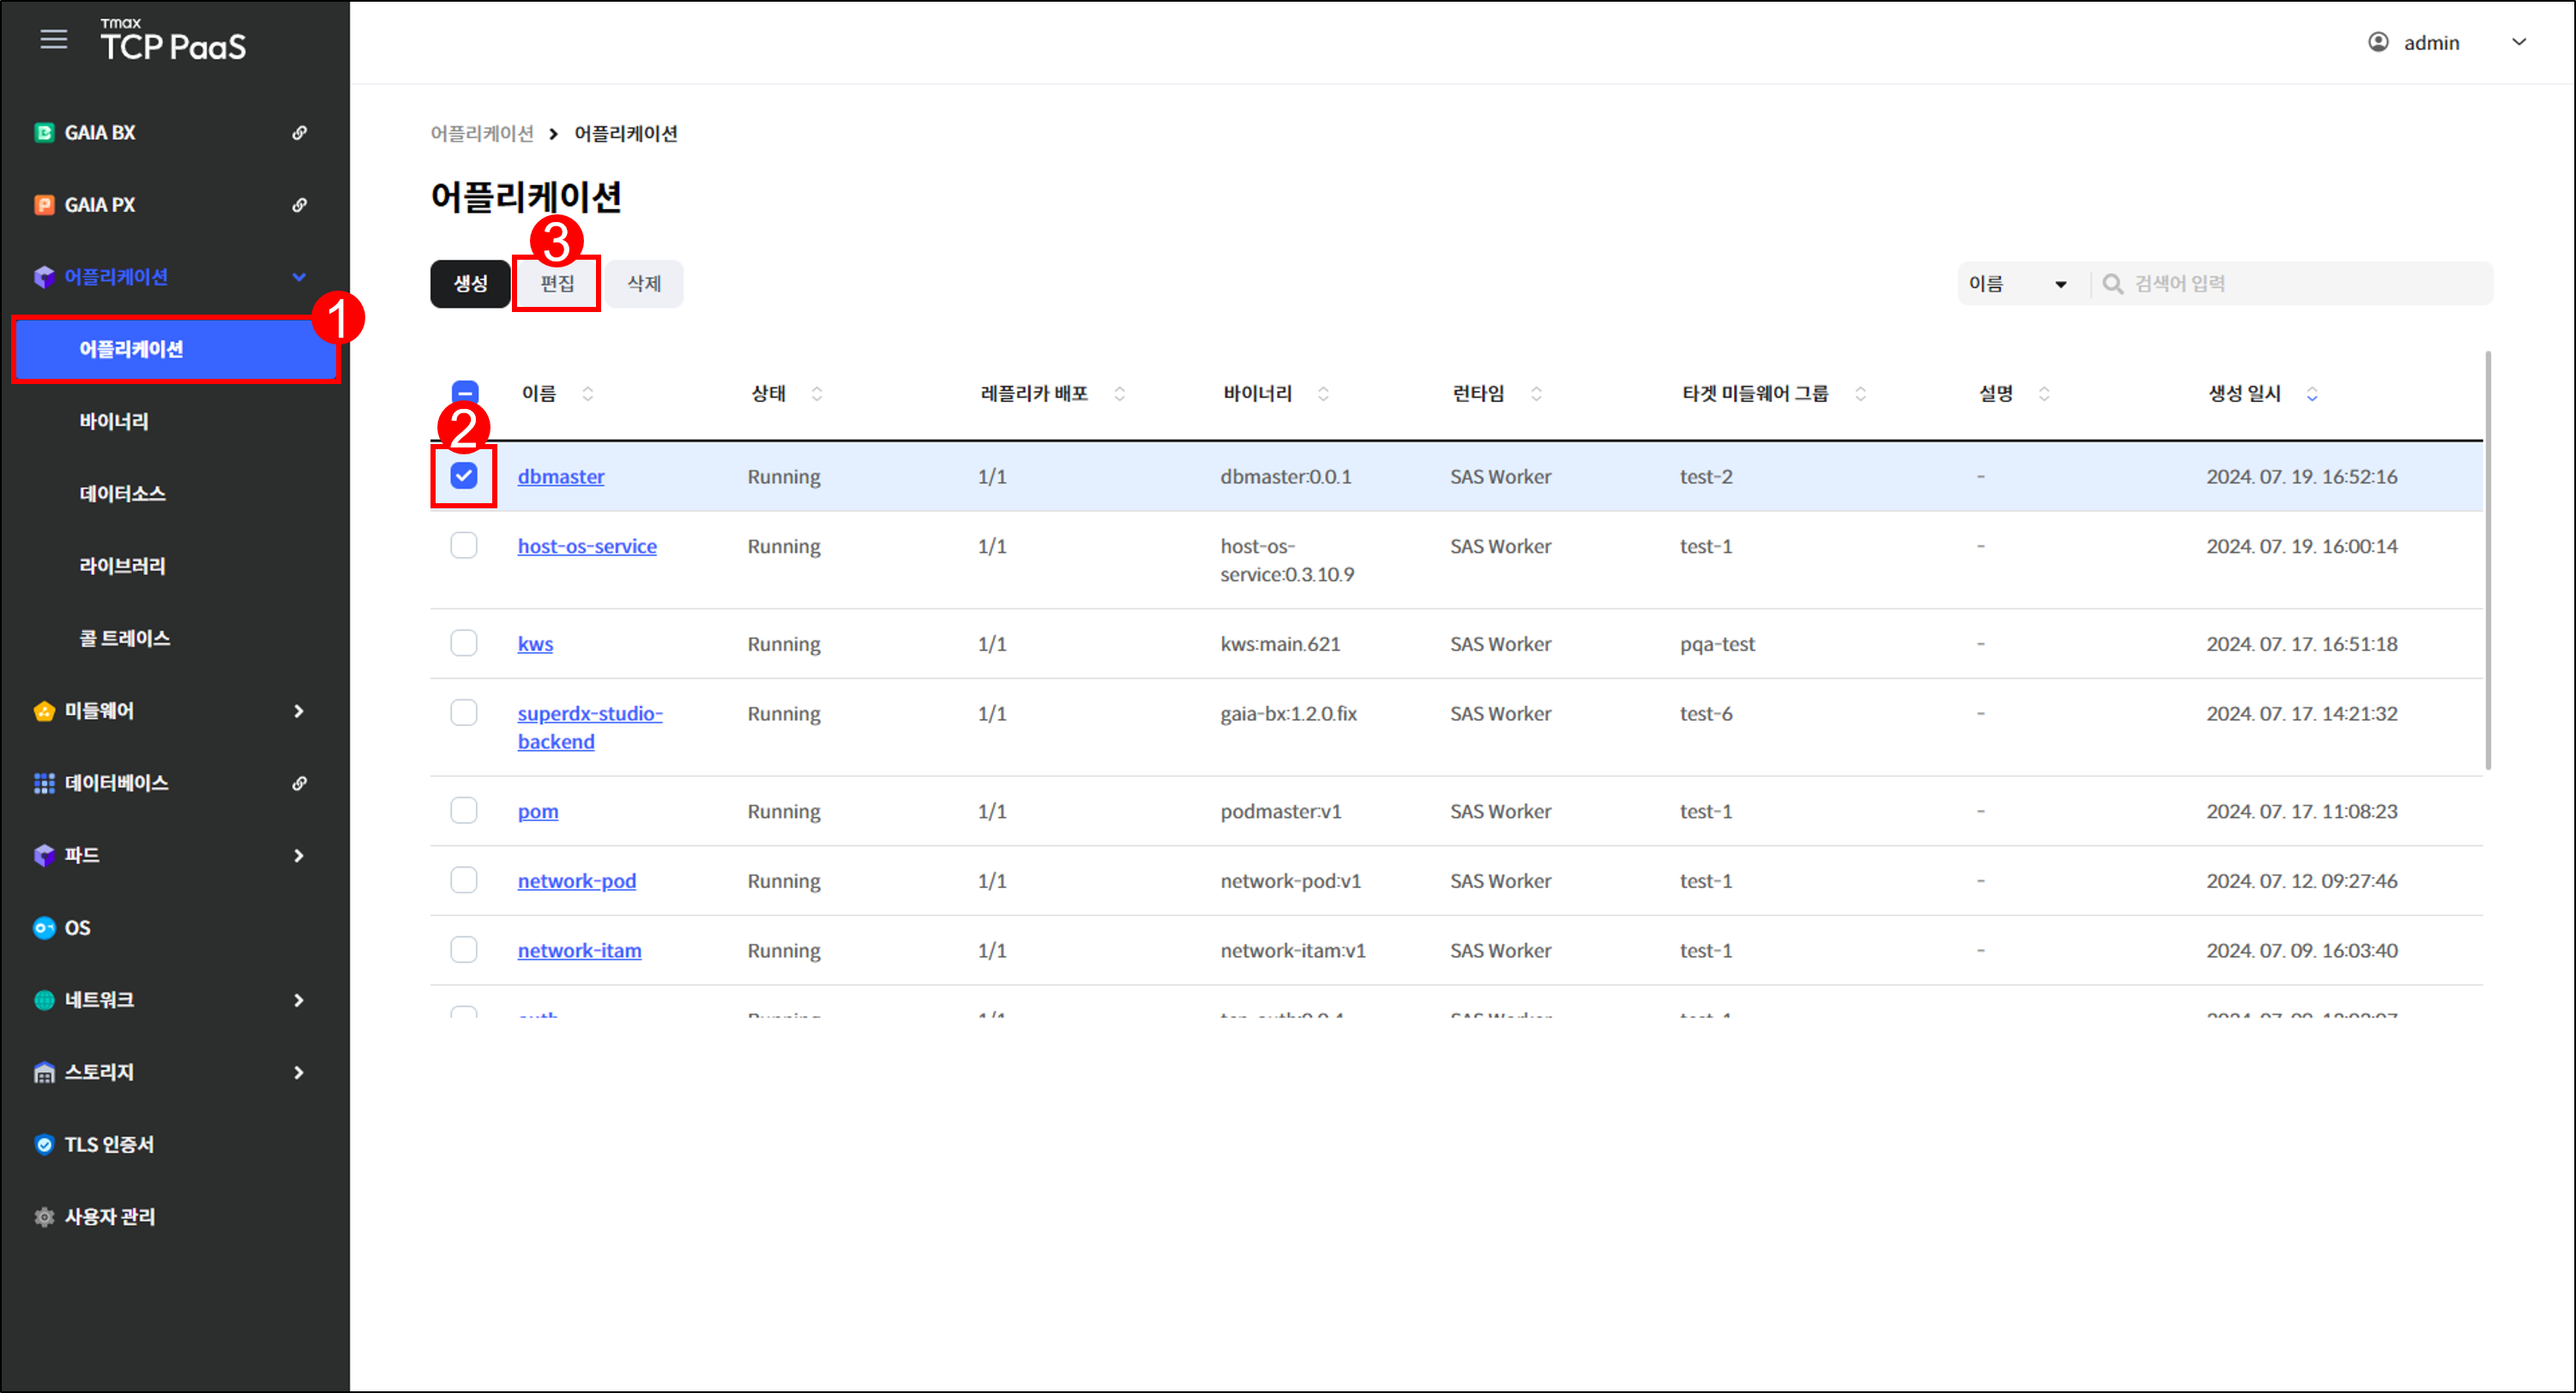 Tmax
TCP PaaS
admin
GAIA BX
GAIA PX
어플리케이션
1
어플리케이션
바이너리
데이터소스
라이브러리
콜 트레이스
미들웨어
데이터베이스
파드
OS
네트워크
스토리지
TLS 인증서
사용자 관리
어플리케이션 > 어플리케이션
어플리케이션
3
생성 편집 삭제
이름 검색어 입력
이름 상태 레플리카 배포 바이너리 런타임 타겟 미들웨어 그룹 설명 생성 일시
2
dbmaster Running 1/1 dbmaster:0.0.1 SAS Worker test-2 - 2024. 07. 19. 16:52:16
host-os-service Running 1/1 host-os- SAS Worker test-1 - 2024. 07. 19. 16:00:14
service:0.3.10.9
kws Running 1/1 kws:main.621 SAS Worker pqa-test - 2024. 07. 17. 16:51:18
superdx-studio- Running 1/1 gaia-bx:1.2.0.fix SAS Worker test-6 - 2024. 07. 17. 14:21:32
backend
pom Running 1/1 podmaster:v1 SAS Worker test-1 - 2024. 07. 17. 11:08:23
network-pod Running 1/1 network-pod:v1 SAS Worker test-1 - 2024. 07. 12. 09:27:46
network-itam Running 1/1 network-itam:v1 SAS Worker test-1 - 2024. 07. 09. 16:03:40